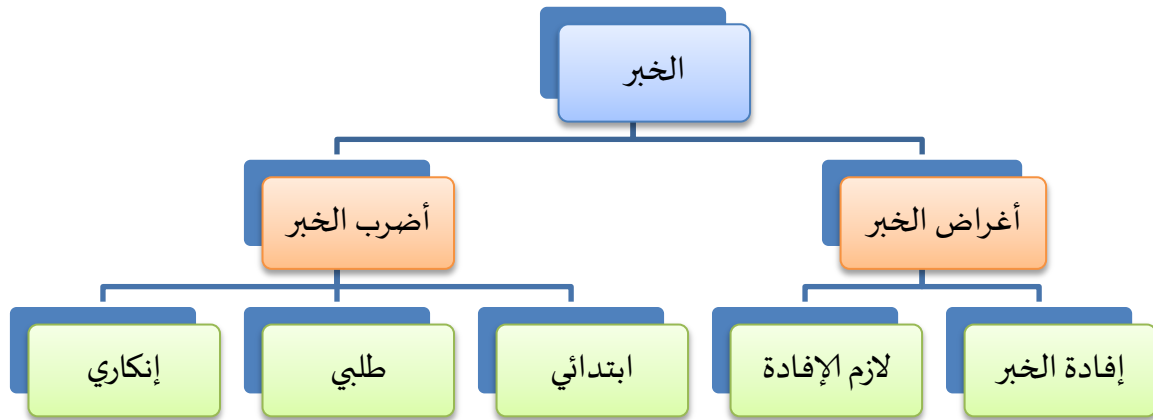 الخبر
أغراض الخبر
أضرب الخبر
إفادة الخبر
لازم الإفادة
ابتدائي
طلبي
إنكاري